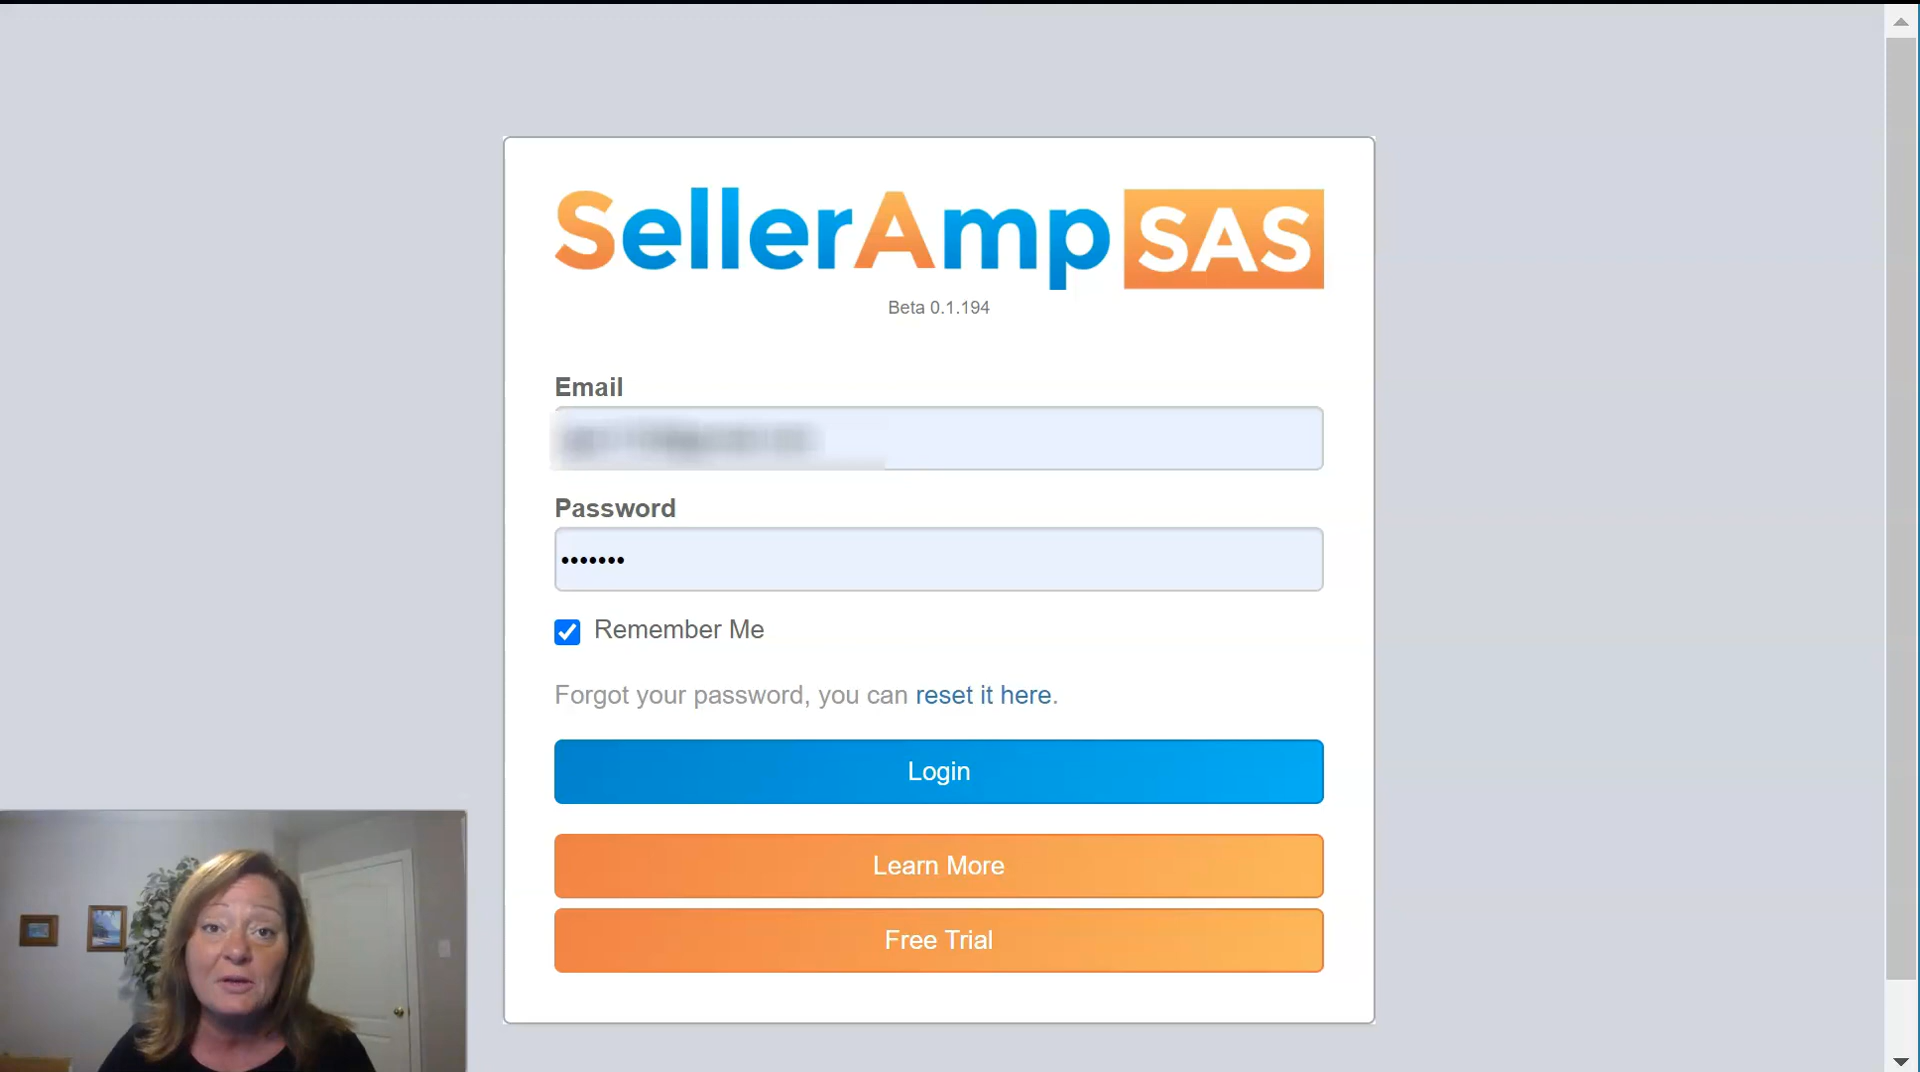 SellerAmp SAS
Beta 0.1.194
Email
Password
•••••••
Remember Me
Forgot your password, you can reset it here.
Login
Learn More
Free Trial